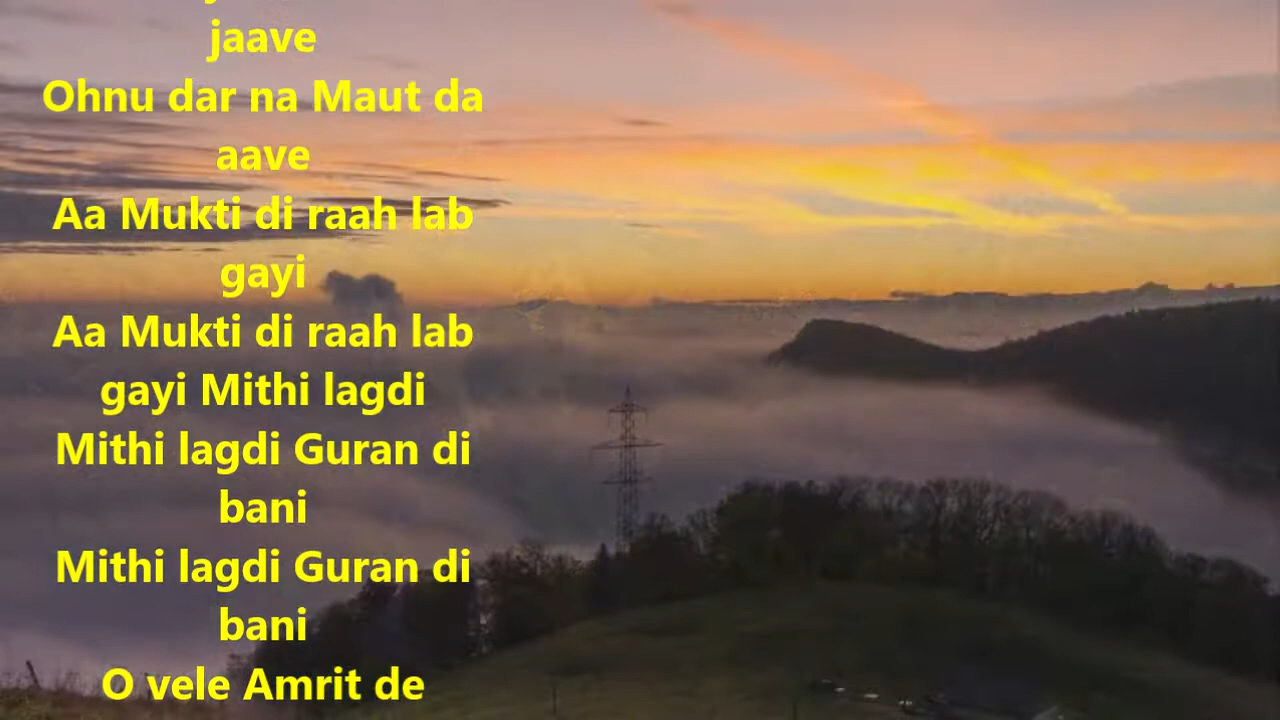 jaave
Ohnu dar na Maut da
aave
Aa Mukti di raah lab
gayi
Aa Mukti di raah lab
gayi Mithi lagdi
Mithi lagdi Guran di
bani
Mithi lagdi Guran di
bani
O vele Amrit de